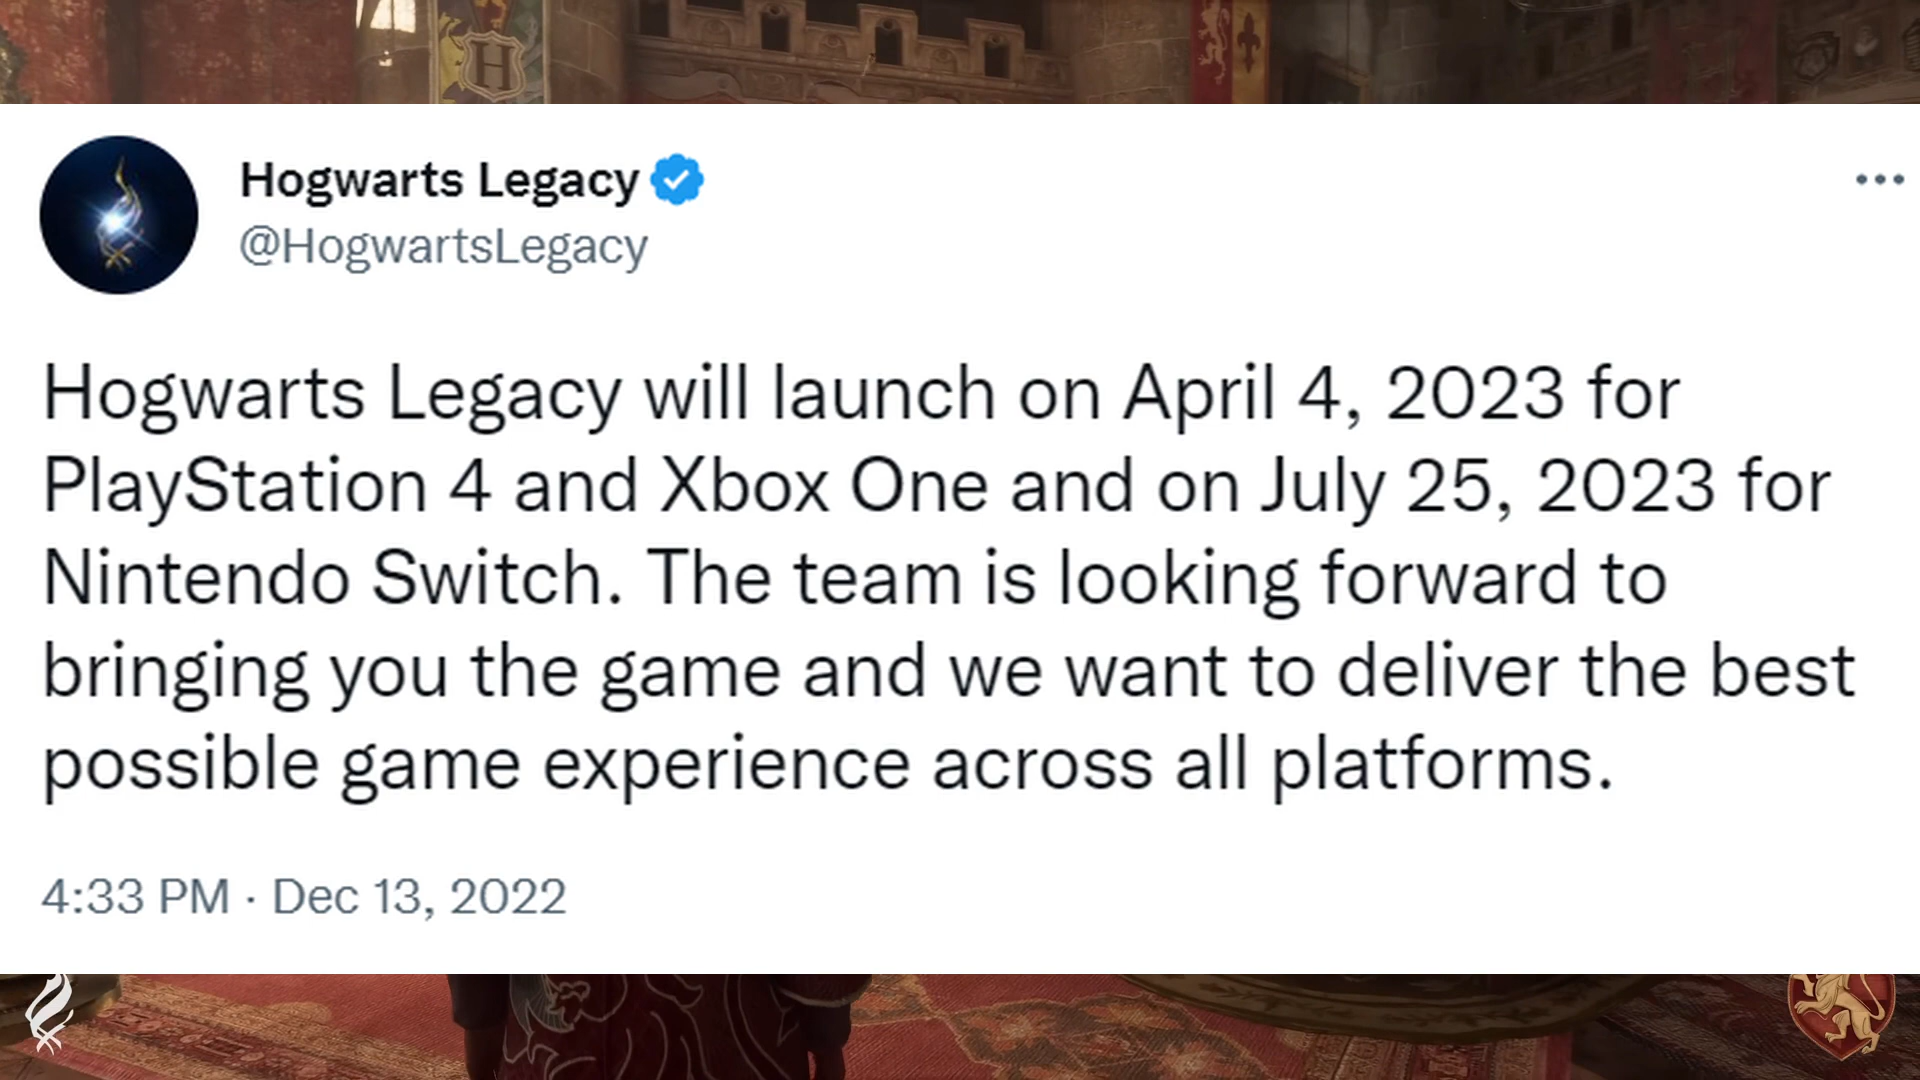 H
Hogwarts Legacy
@HogwartsLegacy
Hogwarts Legacy will launch on April 4, 2023 for
PlayStation 4 and Xbox One and on July 25, 2023 for
Nintendo Switch. The team is looking forward to
bringing you the game and we want to deliver the best
possible game experience across all platforms.
4:33 PM · Dec 13, 2022